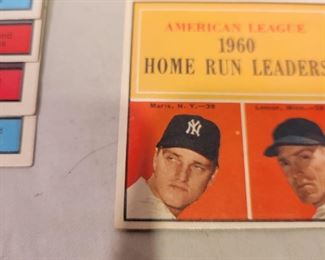 AMERICAN LEAGUE
1960
HOME RUN LEADERS
Maris, N.Y.—39
Lemon, Minn.—38
NY